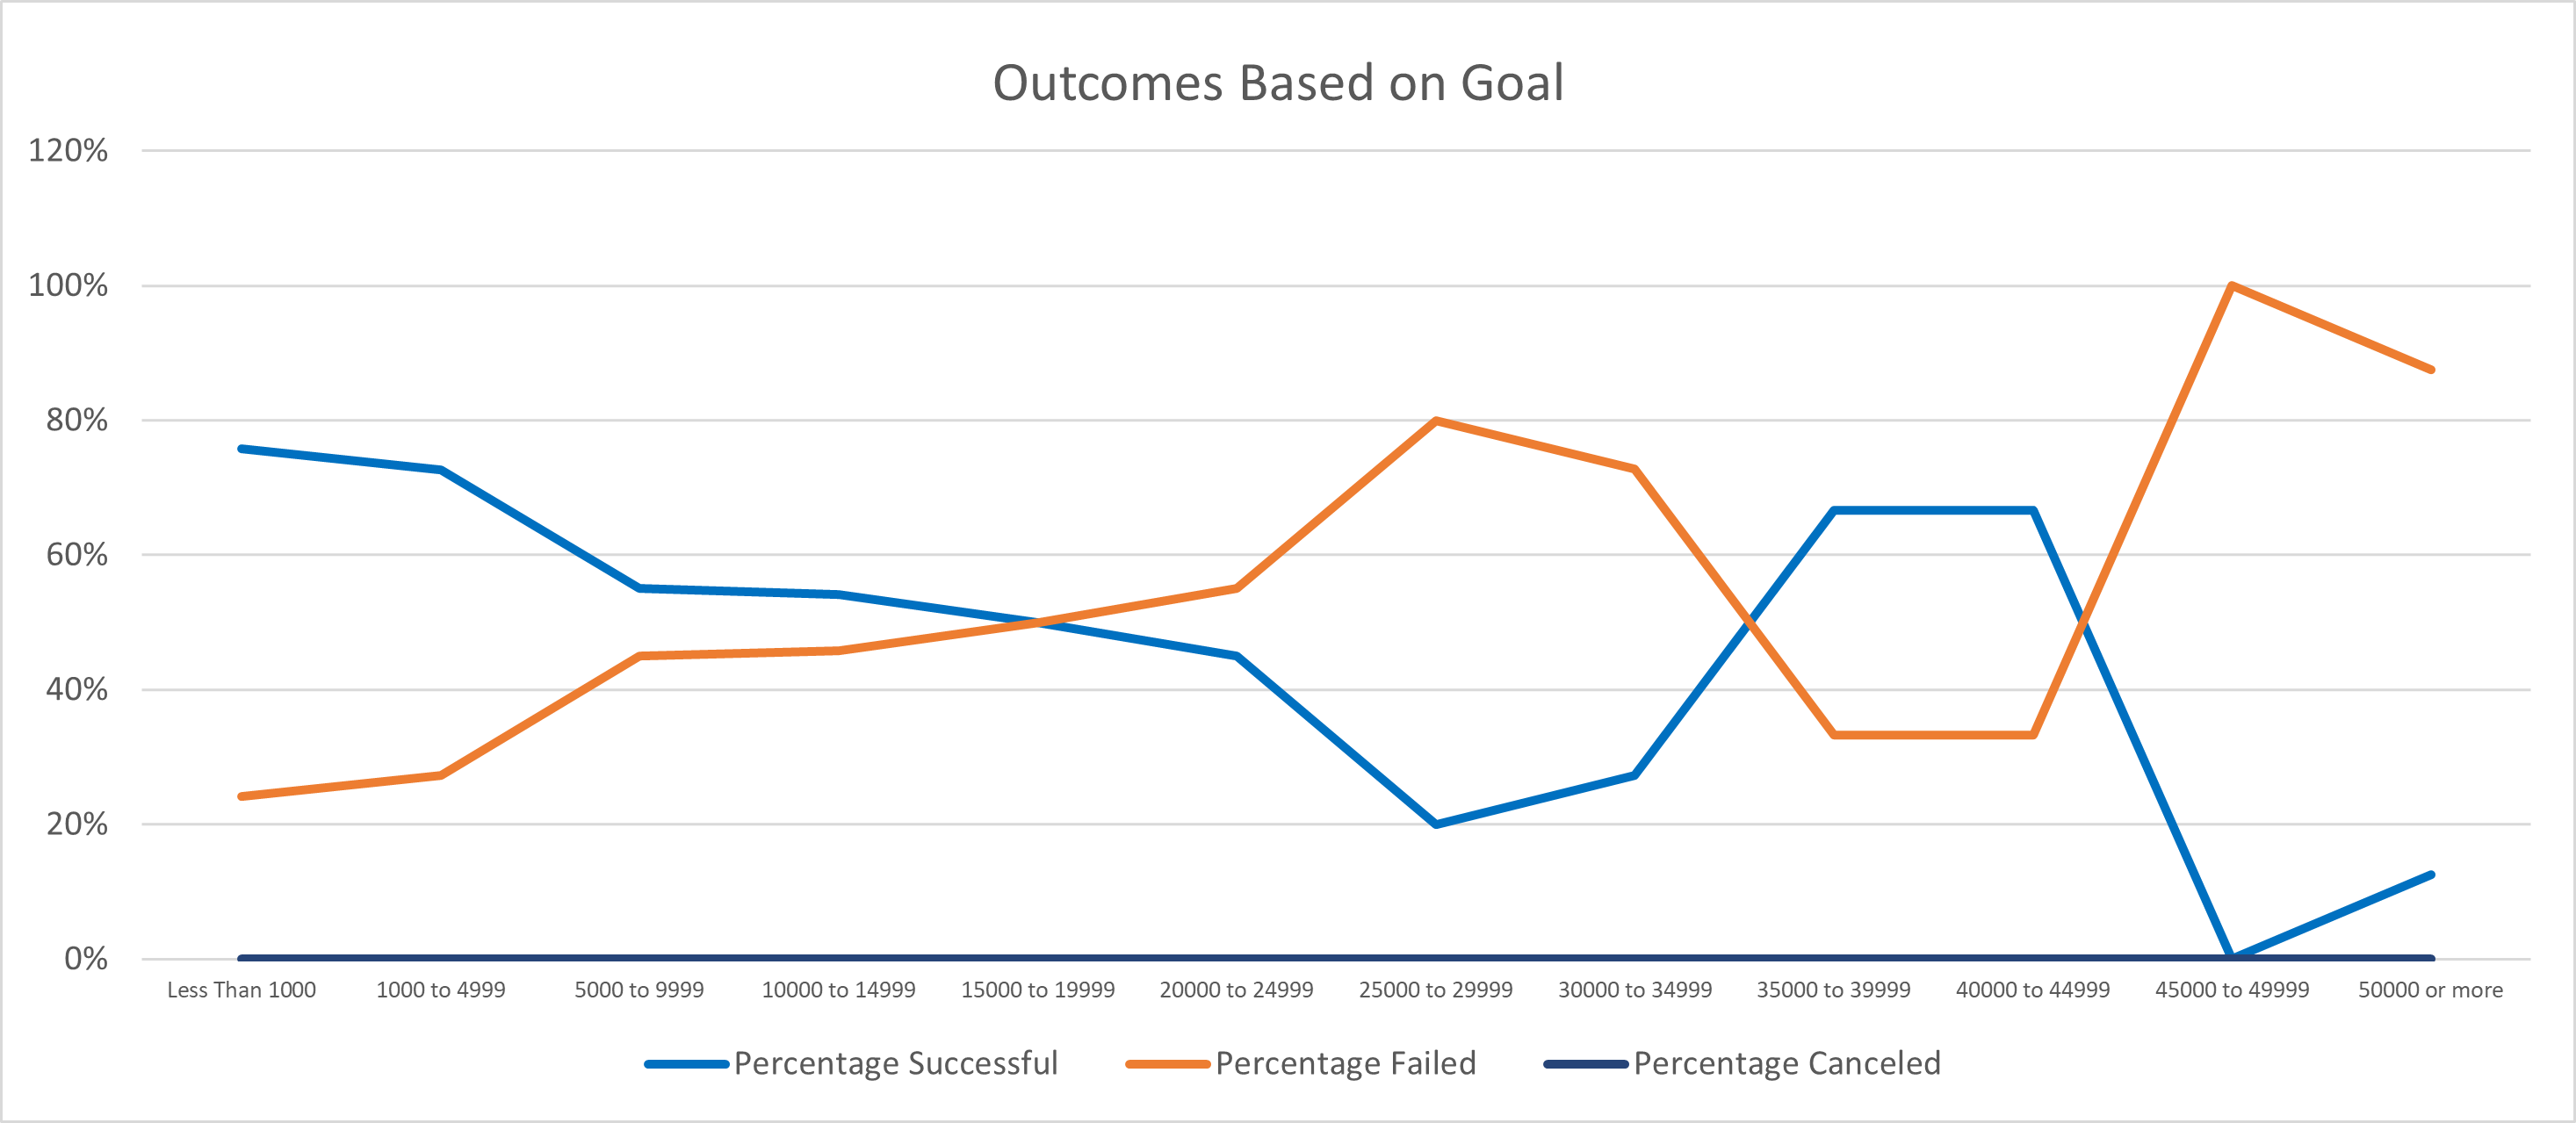 Outcomes Based on Goal
120%
100%
80%
60%
40%
20%
0%
Less Than 1000 1000 to 4999 5000 to 9999 10000 to 14999 15000 to 19999 20000 to 24999 25000 to 29999 30000 to 34999 35000 to 39999 40000 to 44999 45000 to 49999 50000 or more
Percentage Successful Percentage Failed Percentage Canceled